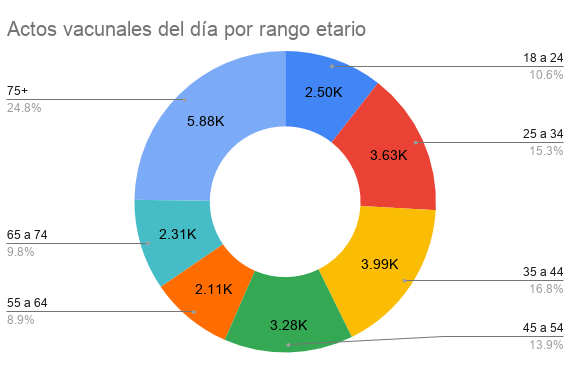 Actos vacunales del día por rango etario
18 a 24
10.6%
2.50K
25 a 34
15.3%
3.63K
35 a 44
16.8%
3.99K
45 a 54
13.9%
3.28K
55 a 64
8.9%
2.11K
65 a 74
9.8%
2.31K
75+
24.8%
5.88K